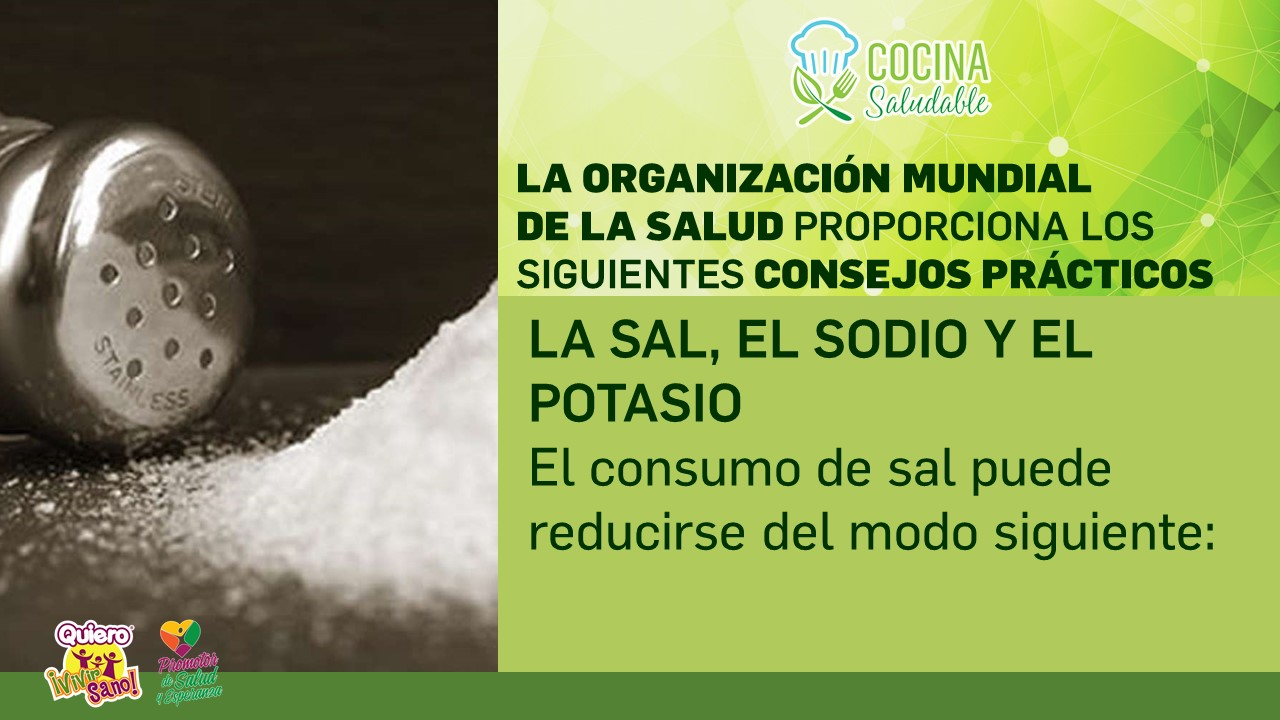 COCINA
Saludable
LA ORGANIZACIÓN MUNDIAL
DE LA SALUD PROPORCIONA LOS
SIGUIENTES CONSEJOS PRÁCTICOS
LA SAL, EL SODIO Y EL
POTASIO
El consumo de sal puede
reducirse del modo siguiente:
STAINLESS
Quiero
¡Vivir
sano!
Promotor
de Salud
y Esperanza